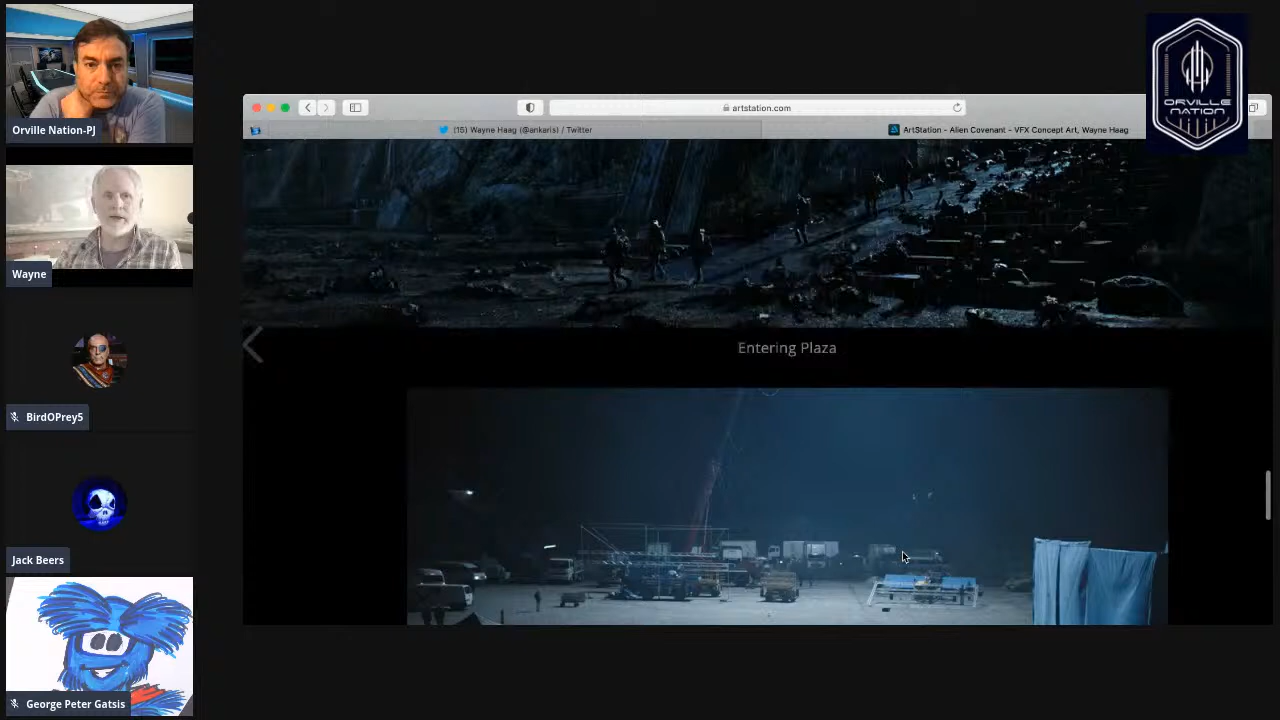 Orville Nation-PJ
Wayne
BirdOPrey5
Jack Beers
George Peter Gatsis
artstation.com
(15) Wayne Haag (@ankaris) / Twitter
ArtStation - Alien Covenant - VFX Concept Art, Wayne Haag
ORVILLE
NATION
Entering Plaza